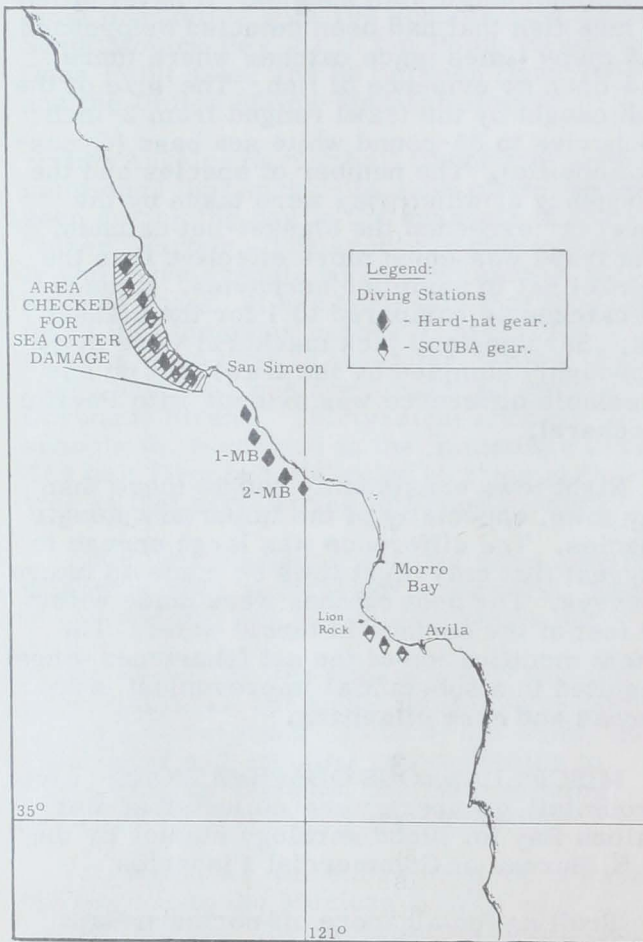 AREA
CHECKED
FOR
SEA OTTER
DAMAGE
Legend:
Diving Stations
- Hard-hat gear.
- SCUBA gear.
San Simeon
1-MB
2-MB
Morro
Bay
Lion
Rock
Avila
35°
121°